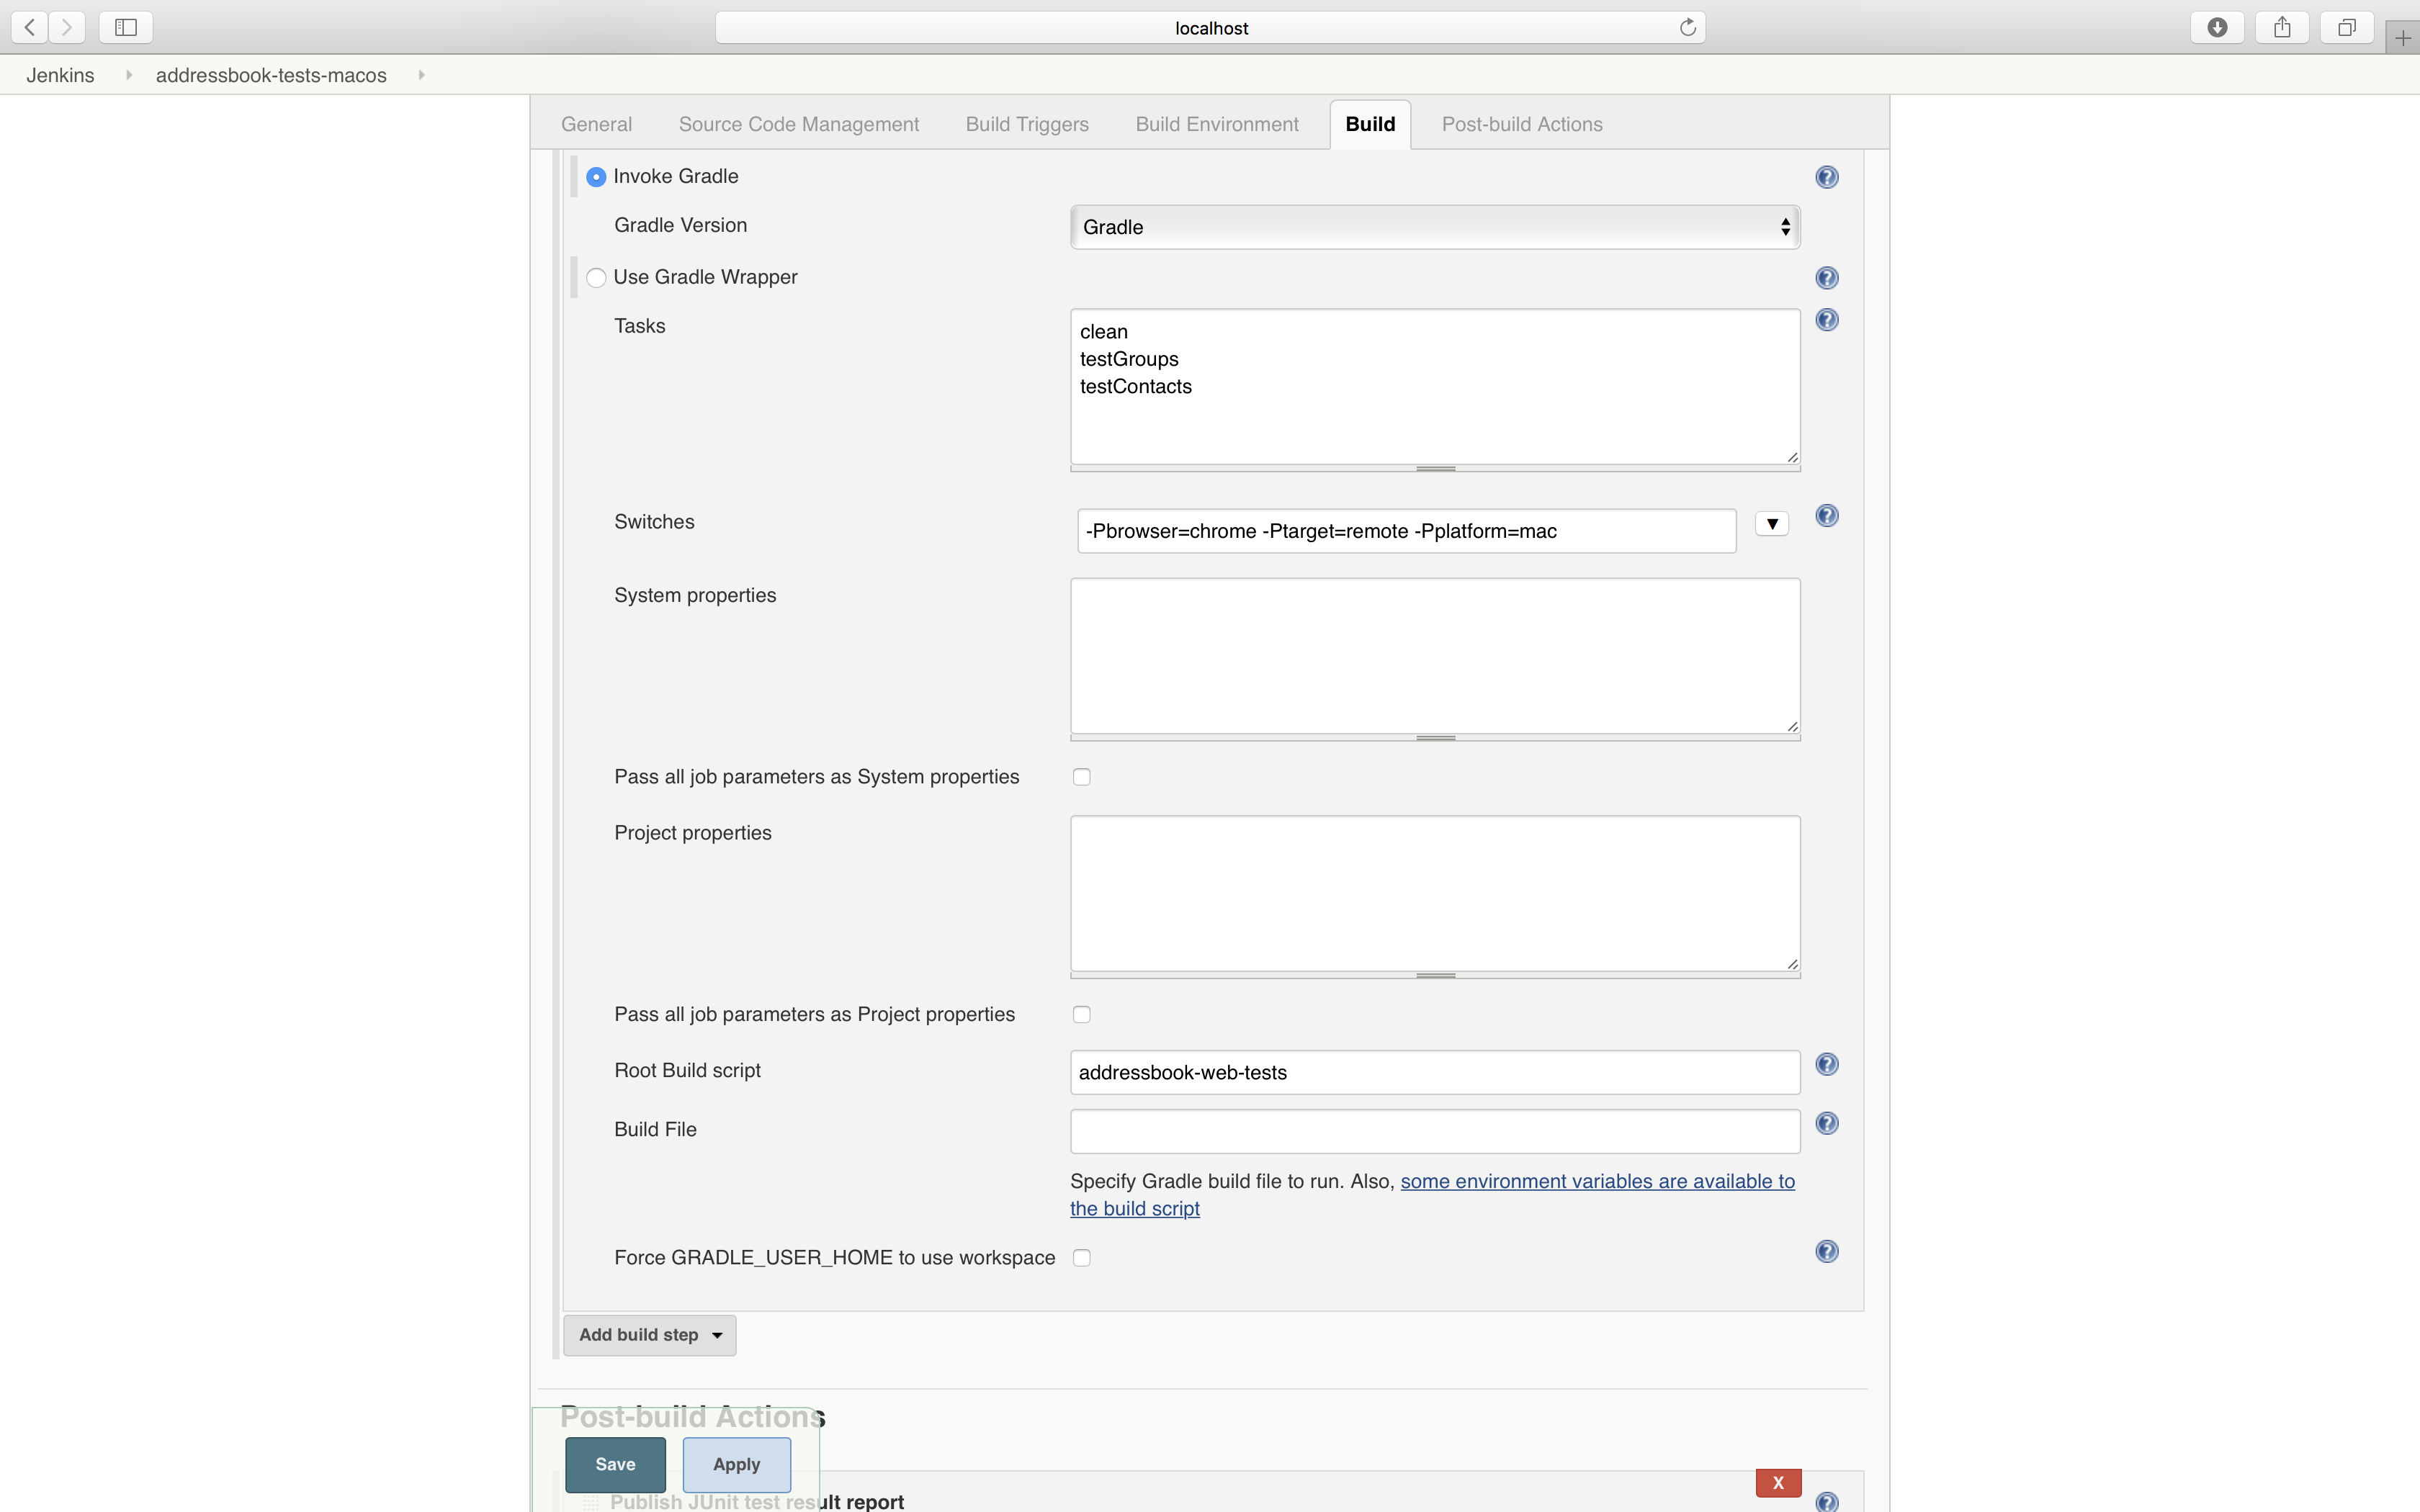 localhost
Jenkins addressbook-tests-macos
General Source Code Management Build Triggers Build Environment Build Post-build Actions
Invoke Gradle
Gradle Version Gradle
Use Gradle Wrapper
Tasks
clean
testGroups
testContacts
Switches -Pbrowser=chrome -Ptarget=remote -Pplatform=mac
System properties
Pass all job parameters as System properties
Project properties
Pass all job parameters as Project properties
Root Build script addressbook-web-tests
Build File
Specify Gradle build file to run. Also, some environment variables are available to
the build script
Force GRADLE_USER_HOME to use workspace
Add build step
Post-build Actions
Save Apply
X
Publish JUnit test result report